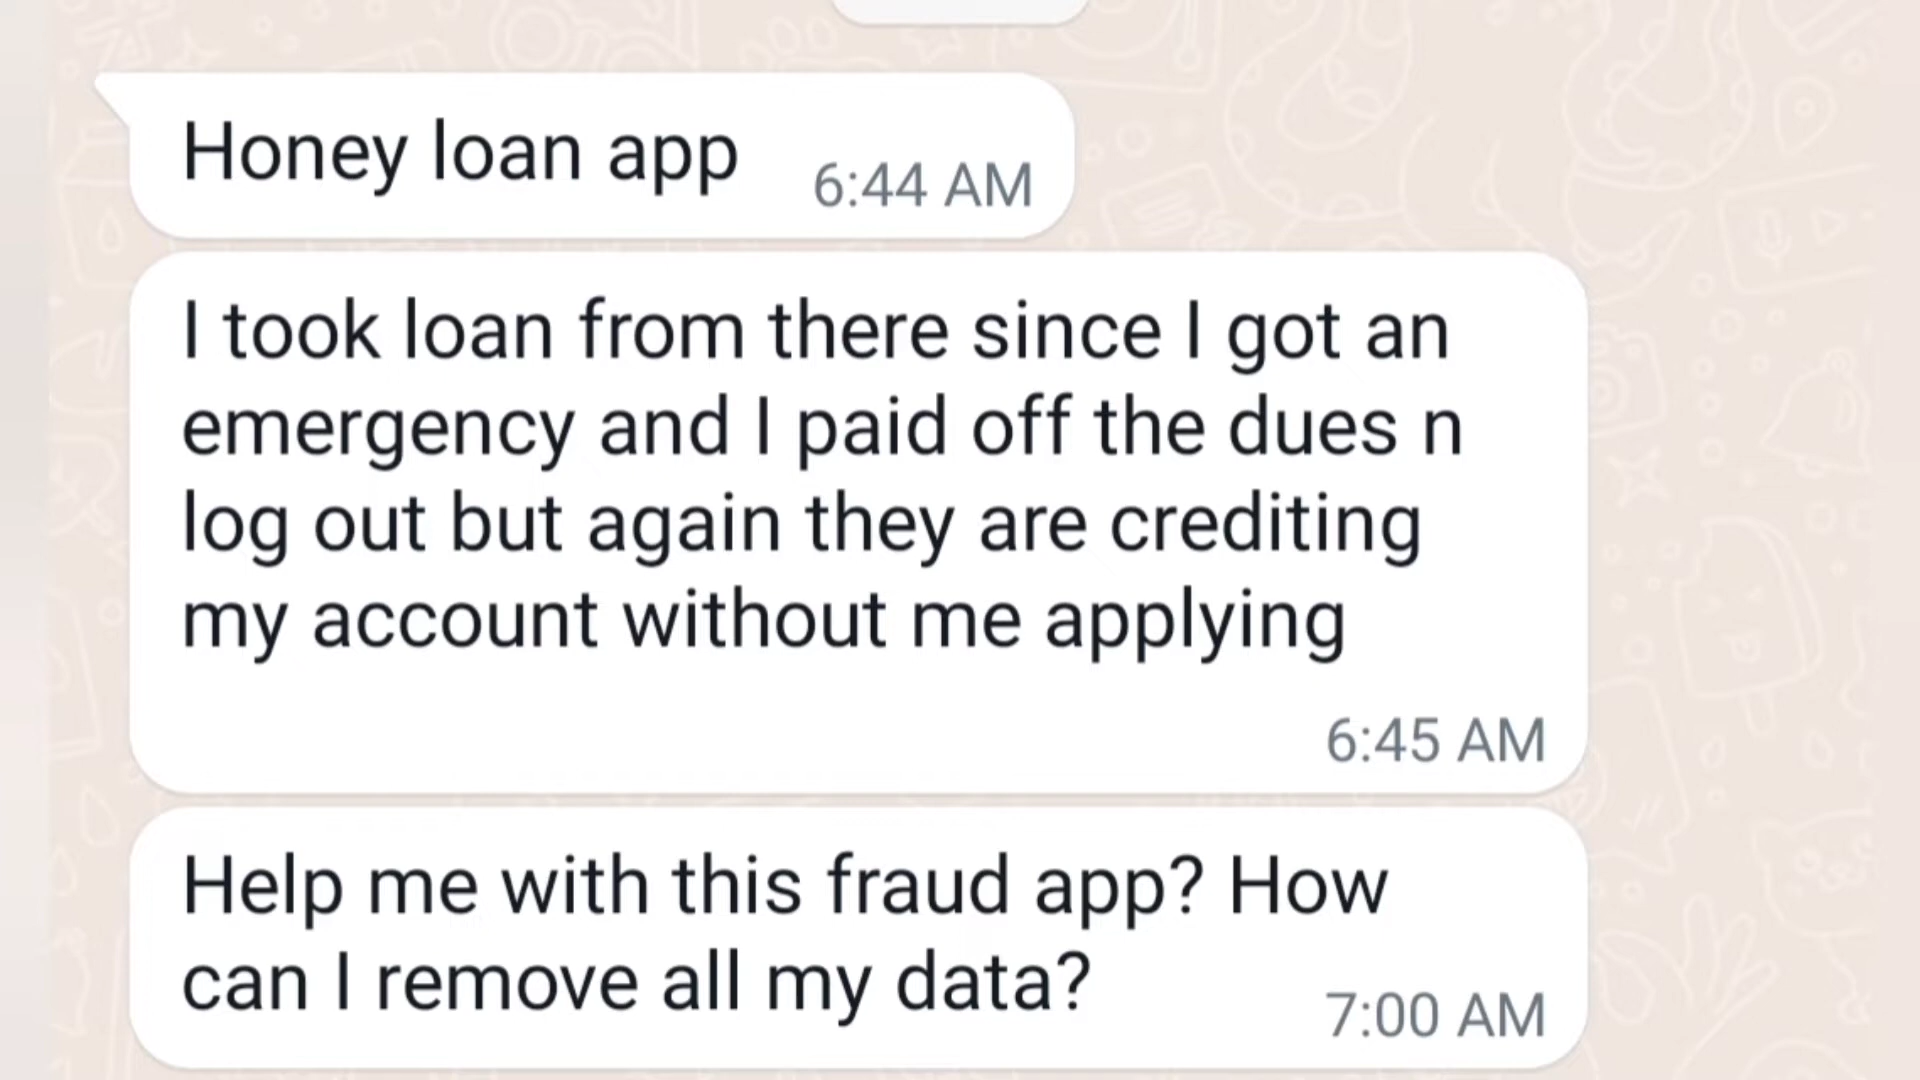 Honey loan app
6:44 AM
I took loan from there since I got an
emergency and I paid off the dues n
log out but again they are crediting
my account without me applying
6:45 AM
Help me with this fraud app? How
can I remove all my data?
7:00 AM